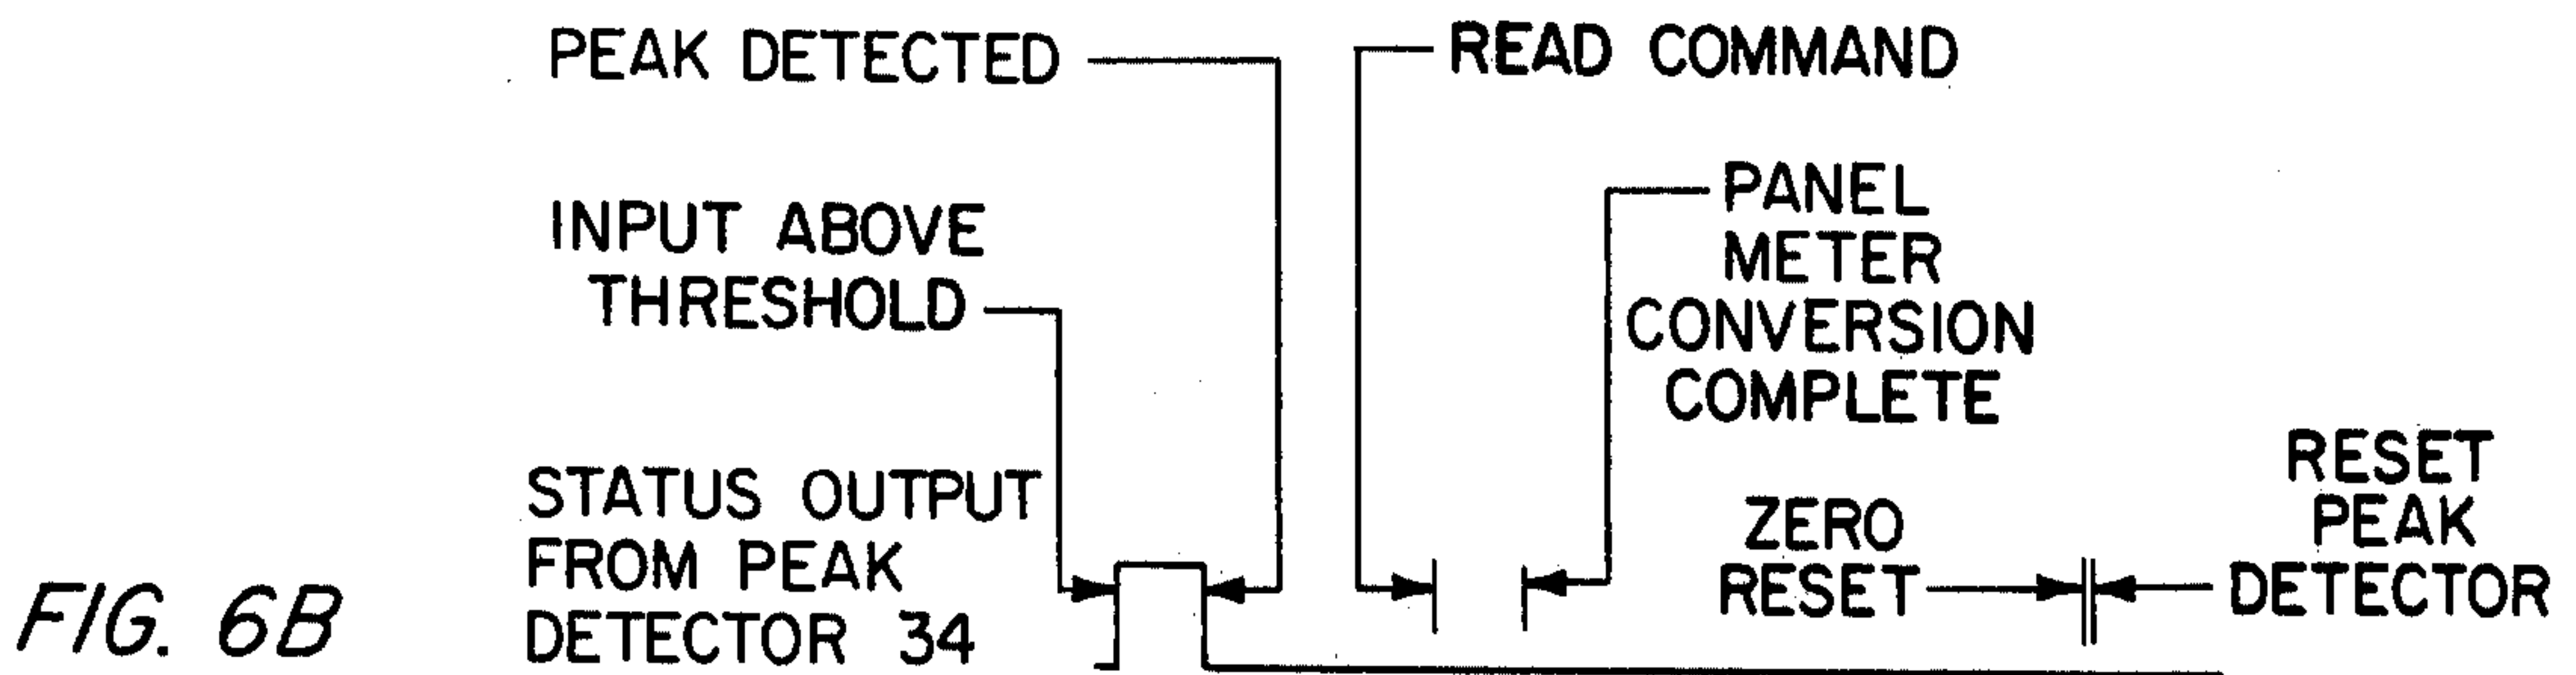 PEAK DETECTED
READ COMMAND
INPUT ABOVE
THRESHOLD
PANEL
METER
CONVERSION
COMPLETE
STATUS OUTPUT
FROM PEAK
DETECTOR 34
ZERO
RESET
RESET
PEAK
DETECTOR
FIG. 6B